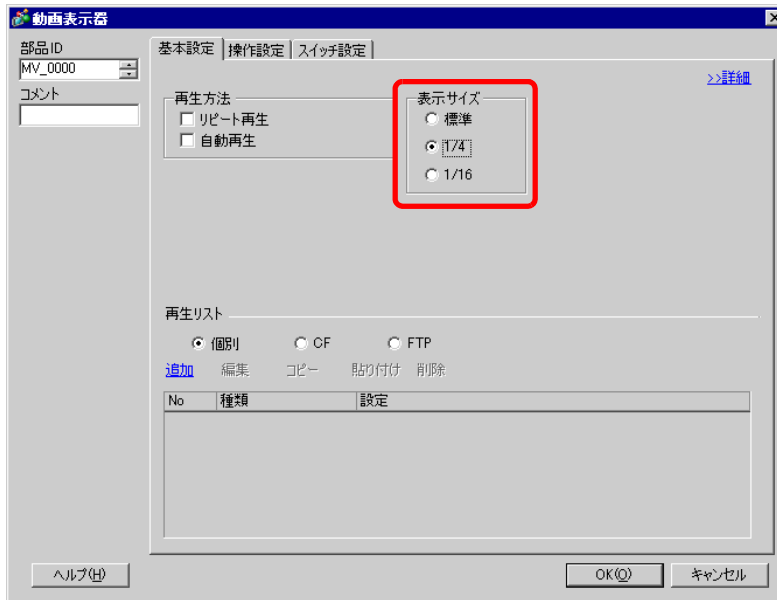 動画表示器
部品ID
MV_0000
コメント
基本設定 操作設定 スイッチ設定
>>詳細
再生方法
リピート再生
自動再生
表示サイズ
標準
1/4
1/16
再生リスト
個別 CF FTP
追加 編集 コピー 貼り付け 削除
No 種類 設定
ヘルプ(H) OK(O) キャンセル